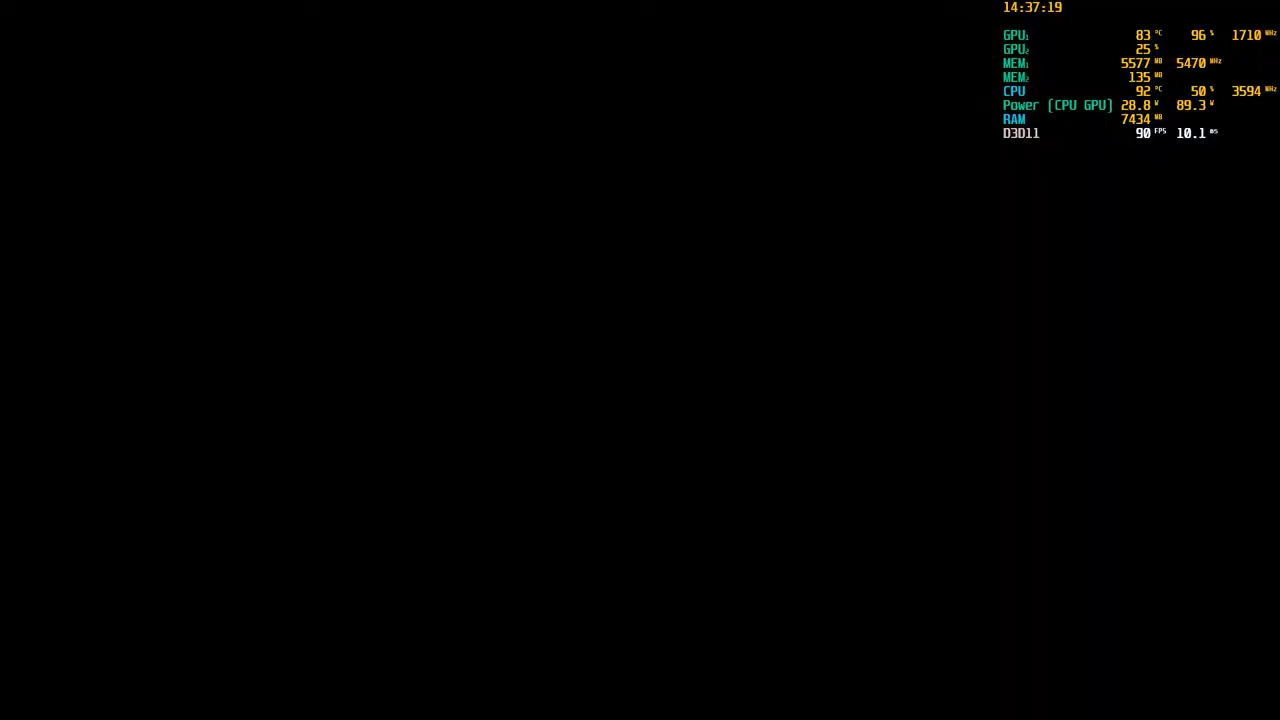 14:37:19
GPU₁ 83 °C 96 % 1710 MHz
GPU₂ 25 %
MEM₁ 5577 MB 5470 MHz
MEM₂ 135 MB
CPU 92 °C 50 % 3594 MHz
Power [CPU GPU] 28.8 W 89.3 W
RAM 7434 MB
D3D11 90 FPS 10.1 ms